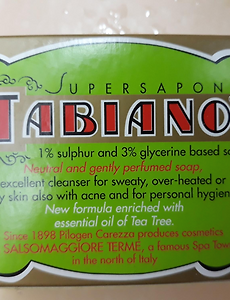 SUPERSAPON
TABIANO
1% sulphur and 3% glycerine based so
Neutral and gently perfumed soap,
excellent cleanser for sweaty, over-heated or
y skin also with acne and for personal hygien
New formula enriched with
essential oil of Tea Tree.
Since 1898 Pilogen Carezza produces cosmetics
SALSOMAGGIORE TERME, a famous Spa Tow
in the north of Italy